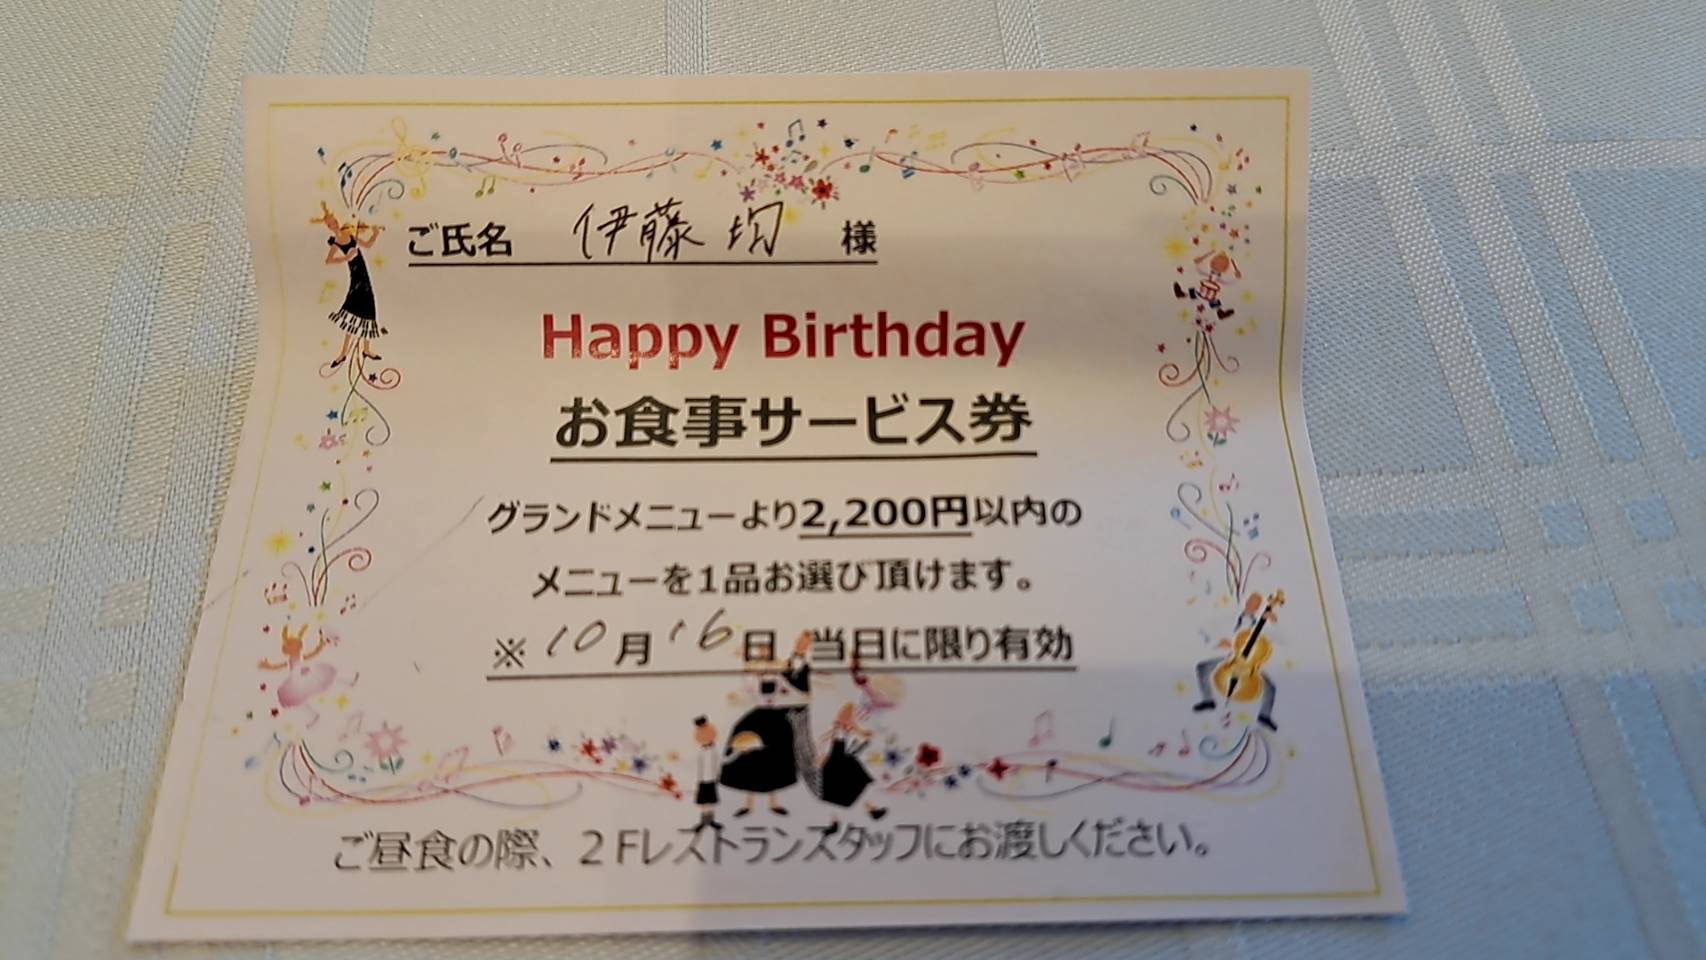 ご氏名 伊藤 均 様
Happy Birthday
お食事サービス券
グランドメニューより2,200円以内の
メニューを1品お選び頂けます。
※10月16日 当日に限り有効
ご昼食の際、2Fレストランスタッフにお渡しください。